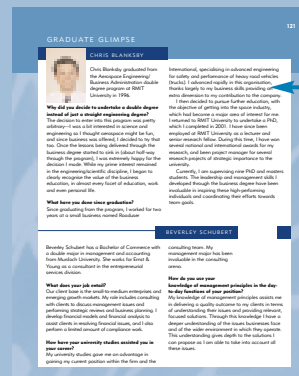 121
GRADUATE GLIMPSE
CHRIS BLANKSBY
Chris Blanksby graduated from
the Aerospace Engineering/
Business Administration double
degree program at RMIT
University in 1996.
Why did you decide to undertake a double degree
instead of just a straight engineering degree?
The decision to enter into this program was pretty
arbitrary—I was a lot interested in science and
engineering so I thought aerospace might be fun,
and since business was offered, I decided to try that
too. Once the lessons being delivered through the
business degree started to sink in (about half way
through the program), I was extremely happy for the
decision I made. While my prime interest remained
in the engineering/scientific discipline, I began to
clearly recognise the value of the business
education, in almost every facet of education, work
and even personal life.
What have you done since graduation?
Since graduating from the program, I worked for two
years at a small business named Roaduser
International, specialising in advanced engineering
for safety and performance of heavy road vehicles
(trucks). I advanced rapidly in this organisation,
thanks largely to my business skills providing an
extra dimension to my contribution to the company.
I then decided to pursue further education, with
the objective of getting into the space industry,
which had become a major area of interest for me.
I returned to RMIT University to undertake a PhD,
which I completed in 2001. I have since been
employed at RMIT University as a lecturer and
senior research fellow. During this time, I have won
several national and international awards for my
research, and been project manager for several
research projects of strategic importance to the
university.
Currently, I am supervising nine PhD and masters
students. The leadership and management skills I
developed through the business degree have been
invaluable in inspiring these high-performing
individuals and coordinating their efforts towards
team goals.
BEVERLEY SCHUBERT
Beverley Schubert has a Bachelor of Commerce with
a double major in management and accounting
from Murdoch University. She works for Ernst &
Young as a consultant in the entrepreneurial
services division.
What does your job entail?
Our client base is the small-to-medium enterprises and
emerging growth markets. My role includes consulting
with clients to discuss management issues and
performing strategic reviews and business planning. I
develop financial models and financial analysis to
assist clients in resolving financial issues, and I also
perform a limited amount of compliance work.
How have your university studies assisted you in
your career?
My university studies gave me an advantage in
gaining my current position within the firm and the
consulting team. My
management major has been
invaluable in the consulting
arena.
How do you use your
knowledge of management principles in the day-
to-day functions of your position?
My knowledge of management principles assists me
in delivering a quality outcome to my clients in terms
of understanding their issues and providing relevant,
focused solutions. Through this knowledge I have a
deeper understanding of the issues businesses face
and of the wider environment in which they operate.
This understanding gives depth to the solutions I
can propose as I am able to take into account all
these issues.